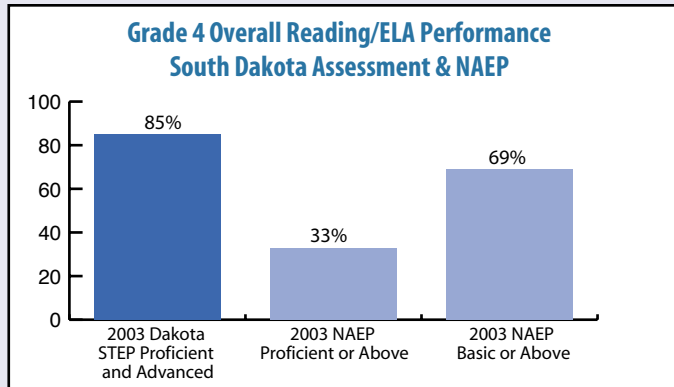 Grade 4 Overall Reading/ELA Performance
South Dakota Assessment & NAEP
100
80
60
40
20
0
85%
33%
69%
2003 Dakota
STEP Proficient
and Advanced
2003 NAEP
Proficient or Above
2003 NAEP
Basic or Above